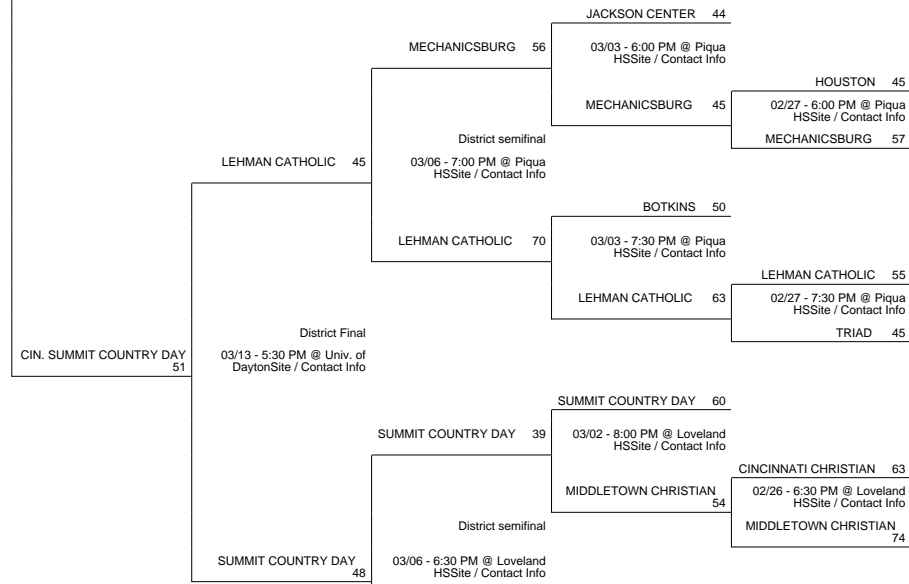 JACKSON CENTER 44
MECHANICSBURG 56
03/03 - 6:00 PM @ Piqua
HSSite / Contact Info
HOUSTON 45
MECHANICSBURG 45
02/27 - 6:00 PM @ Piqua
HSSite / Contact Info
District semifinal
MECHANICSBURG 57
LEHMAN CATHOLIC 45
03/06 - 7:00 PM @ Piqua
HSSite / Contact Info
BOTKINS 50
LEHMAN CATHOLIC 70
03/03 - 7:30 PM @ Piqua
HSSite / Contact Info
LEHMAN CATHOLIC 55
LEHMAN CATHOLIC 63
02/27 - 7:30 PM @ Piqua
HSSite / Contact Info
District Final
TRIAD 45
CIN. SUMMIT COUNTRY DAY
51
03/13 - 5:30 PM @ Univ. of
DaytonSite / Contact Info
SUMMIT COUNTRY DAY 60
SUMMIT COUNTRY DAY 39
03/02 - 8:00 PM @ Loveland
HSSite / Contact Info
CINCINNATI CHRISTIAN 63
MIDDLETOWN CHRISTIAN
54
02/26 - 6:30 PM @ Loveland
HSSite / Contact Info
District semifinal
MIDDLETOWN CHRISTIAN
74
SUMMIT COUNTRY DAY
48
03/06 - 6:30 PM @ Loveland
HSSite / Contact Info